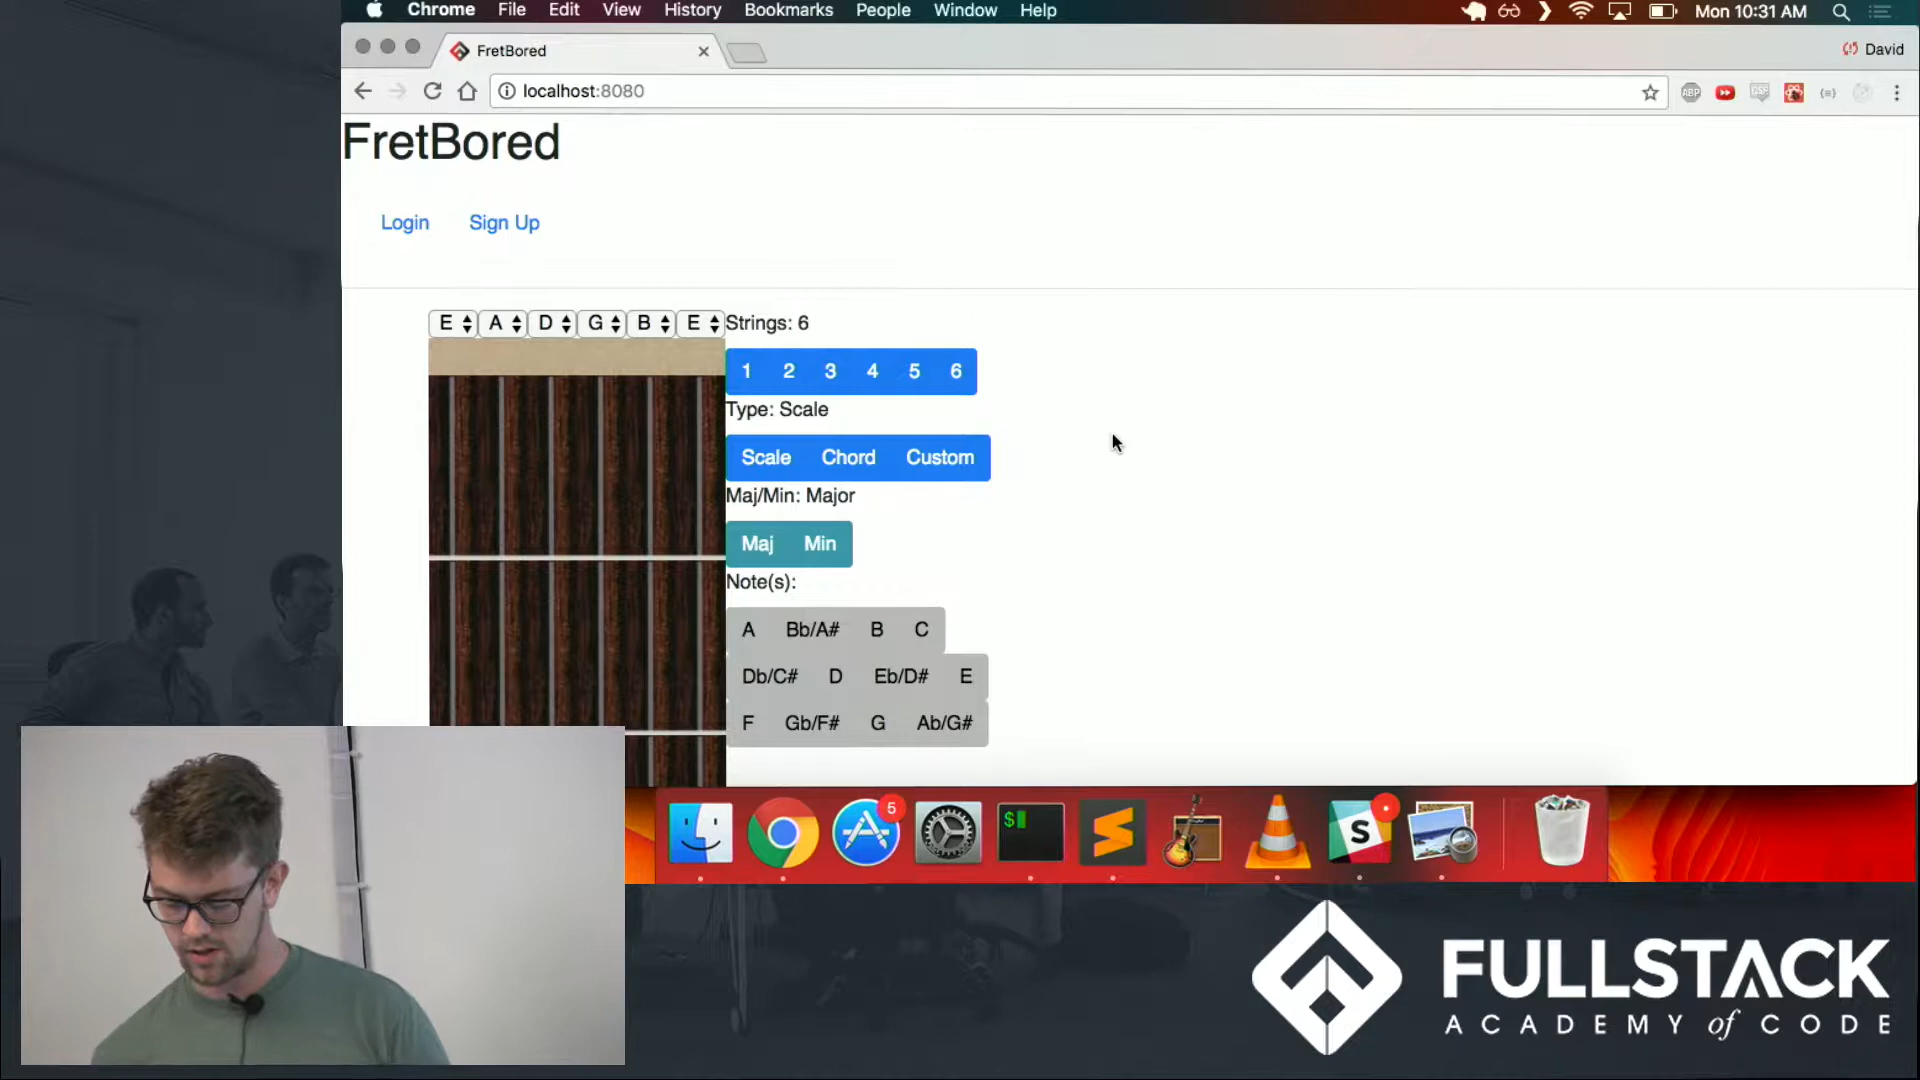 Chrome File Edit View History Bookmarks People Window Help Mon 10:31 AM
FretBored David
localhost:8080 ABP
FretBored
Login Sign Up
E A D G B E Strings: 6
1 2 3 4 5 6
Type: Scale
Scale Chord Custom
Maj/Min: Major
Maj Min
Note(s):
A Bb/A# B C
Db/C# D Eb/D# E
F Gb/F# G Ab/G#
5
$
S
FULLSTACK
ACADEMY of CODE